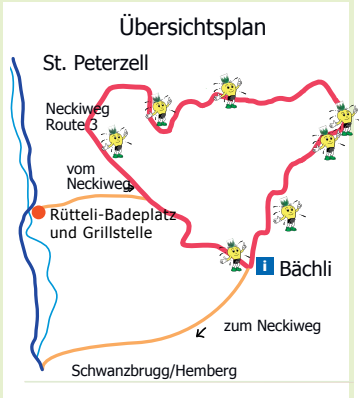 Übersichtsplan
St. Peterzell
Neckiweg
Route 3
vom
Neckiweg
Rütteli-Badeplatz
und Grillstelle
i Bächli
zum Neckiweg
Schwanzbrugg/Hemberg